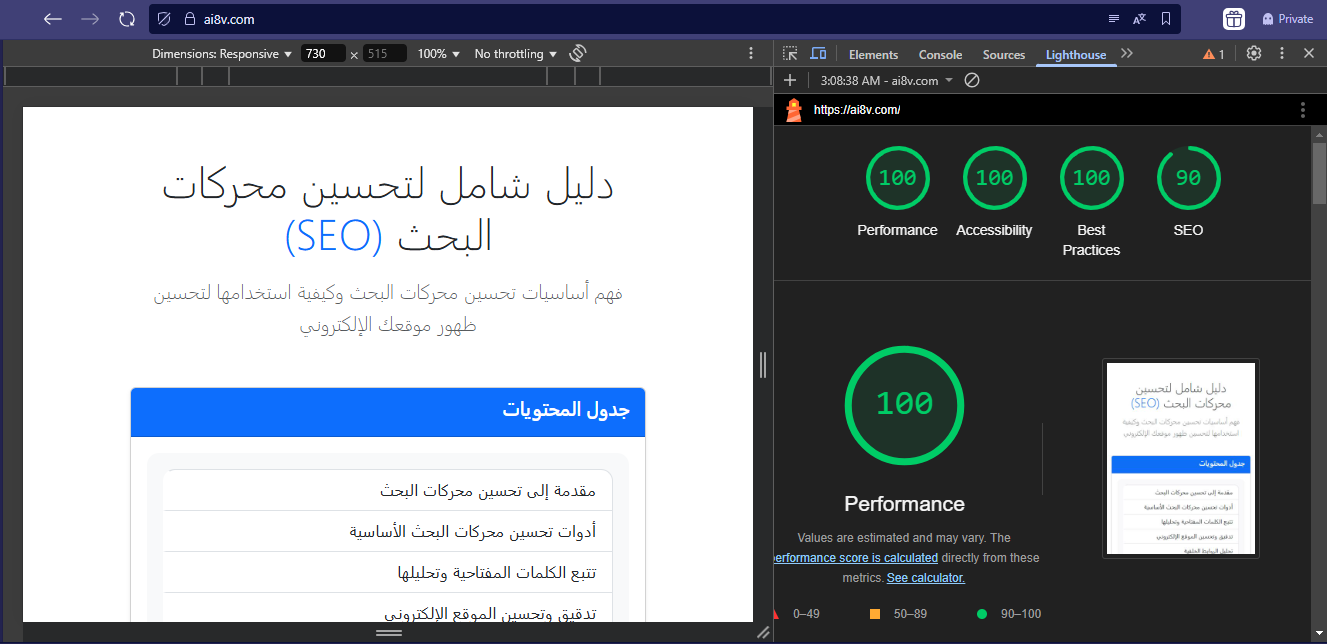 ai8v.com
Private
Dimensions: Responsive 730 x 515 100% No throttling
Elements Console Sources Lighthouse 1
3:08:38 AM - ai8v.com
https://ai8v.com/
دليل شامل لتحسين محركات
البحث (SEO)
فهم أساسيات تحسين محركات البحث وكيفية استخدامها لتحسين
ظهور موقعك الإلكتروني
جدول المحتويات
مقدمة إلى تحسين محركات البحث
أدوات تحسين محركات البحث الأساسية
تتبع الكلمات المفتاحية وتحليلها
تدقيق وتحسين الموقع الإلكتروني
100 100 100 90
Performance Accessibility Best Practices SEO
100
Performance
Values are estimated and may vary. The
performance score is calculated directly from these
metrics. See calculator.
0–49 50–89 90–100
دليل شامل لتحسين
محركات البحث (SEO)
فهم أساسيات تحسين محركات البحث وكيفية
استخدامها لتحسين ظهور موقعك الإلكتروني
جدول المحتويات
مقدمة إلى تحسين محركات البحث
أدوات تحسين محركات البحث الأساسية
تتبع الكلمات المفتاحية وتحليلها
تدقيق وتحسين الموقع الإلكتروني
تحليل الروابط الخلفية